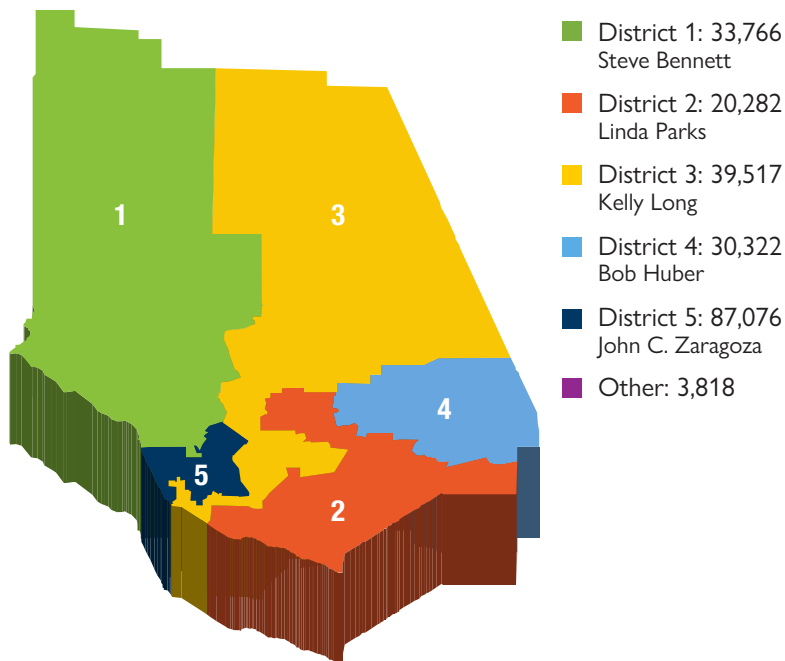 District 1: 33,766
Steve Bennett
District 2: 20,282
Linda Parks
District 3: 39,517
Kelly Long
District 4: 30,322
Bob Huber
District 5: 87,076
John C. Zaragoza
Other: 3,818
1
3
4
5
2